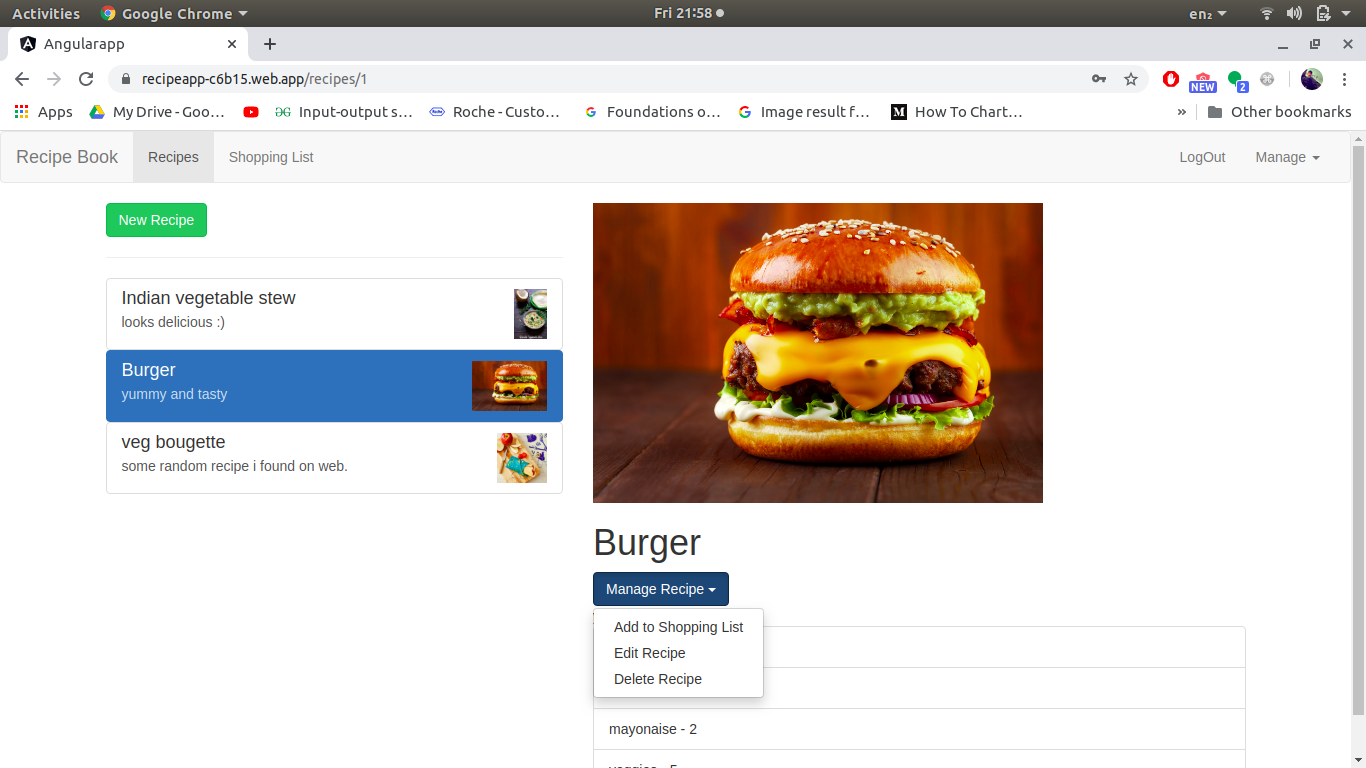 Activities Google Chrome Fri 21:58 en₂
Angularapp
recipeapp-c6b15.web.app/recipes/1 NEW 2
Apps My Drive - Goo… Input-output s… Roche - Custo… Foundations o… Image result f… M How To Chart… » Other bookmarks
Recipe Book Recipes Shopping List LogOut Manage
New Recipe
Indian vegetable stew
looks delicious :)
Burger
yummy and tasty
veg bougette
some random recipe i found on web.
Burger
Manage Recipe
Add to Shopping List
Edit Recipe
Delete Recipe
mayonaise - 2